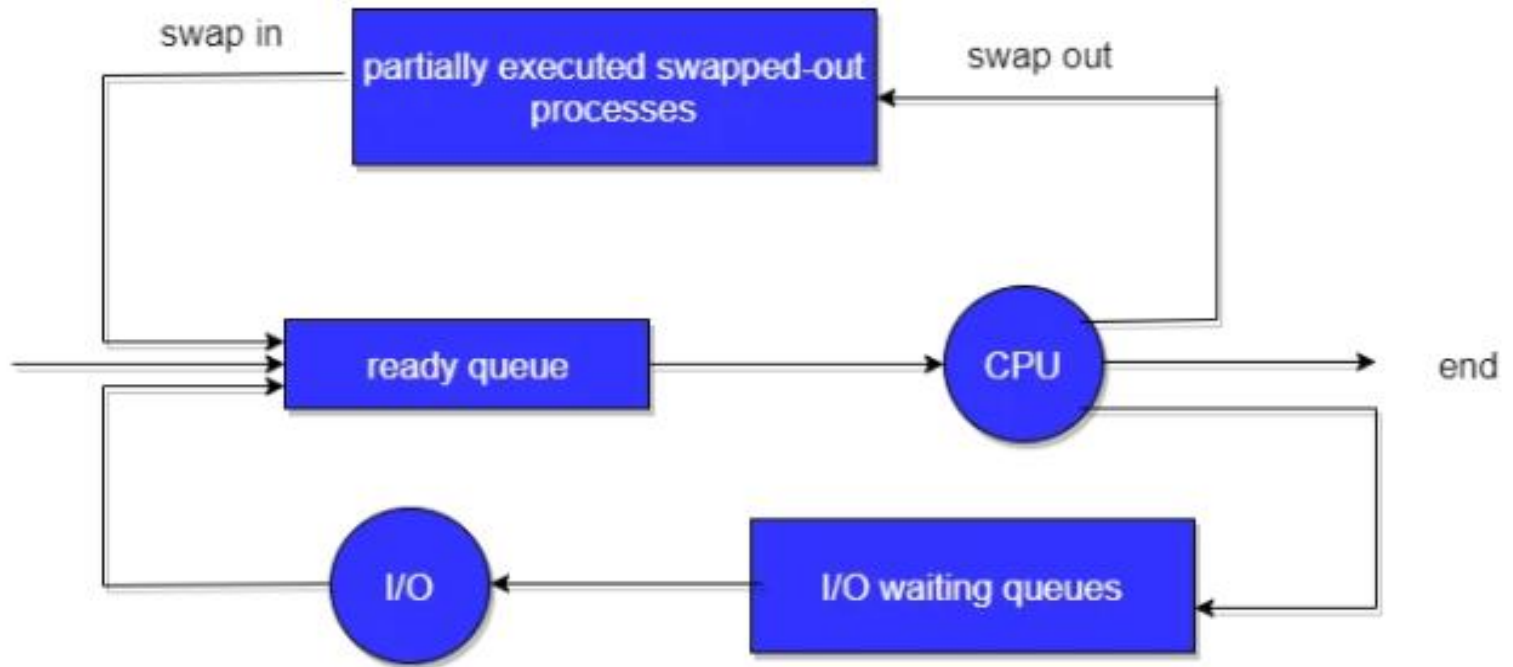 swap in
partially executed swapped-out
processes
swap out
ready queue
CPU
end
I/O
I/O waiting queues